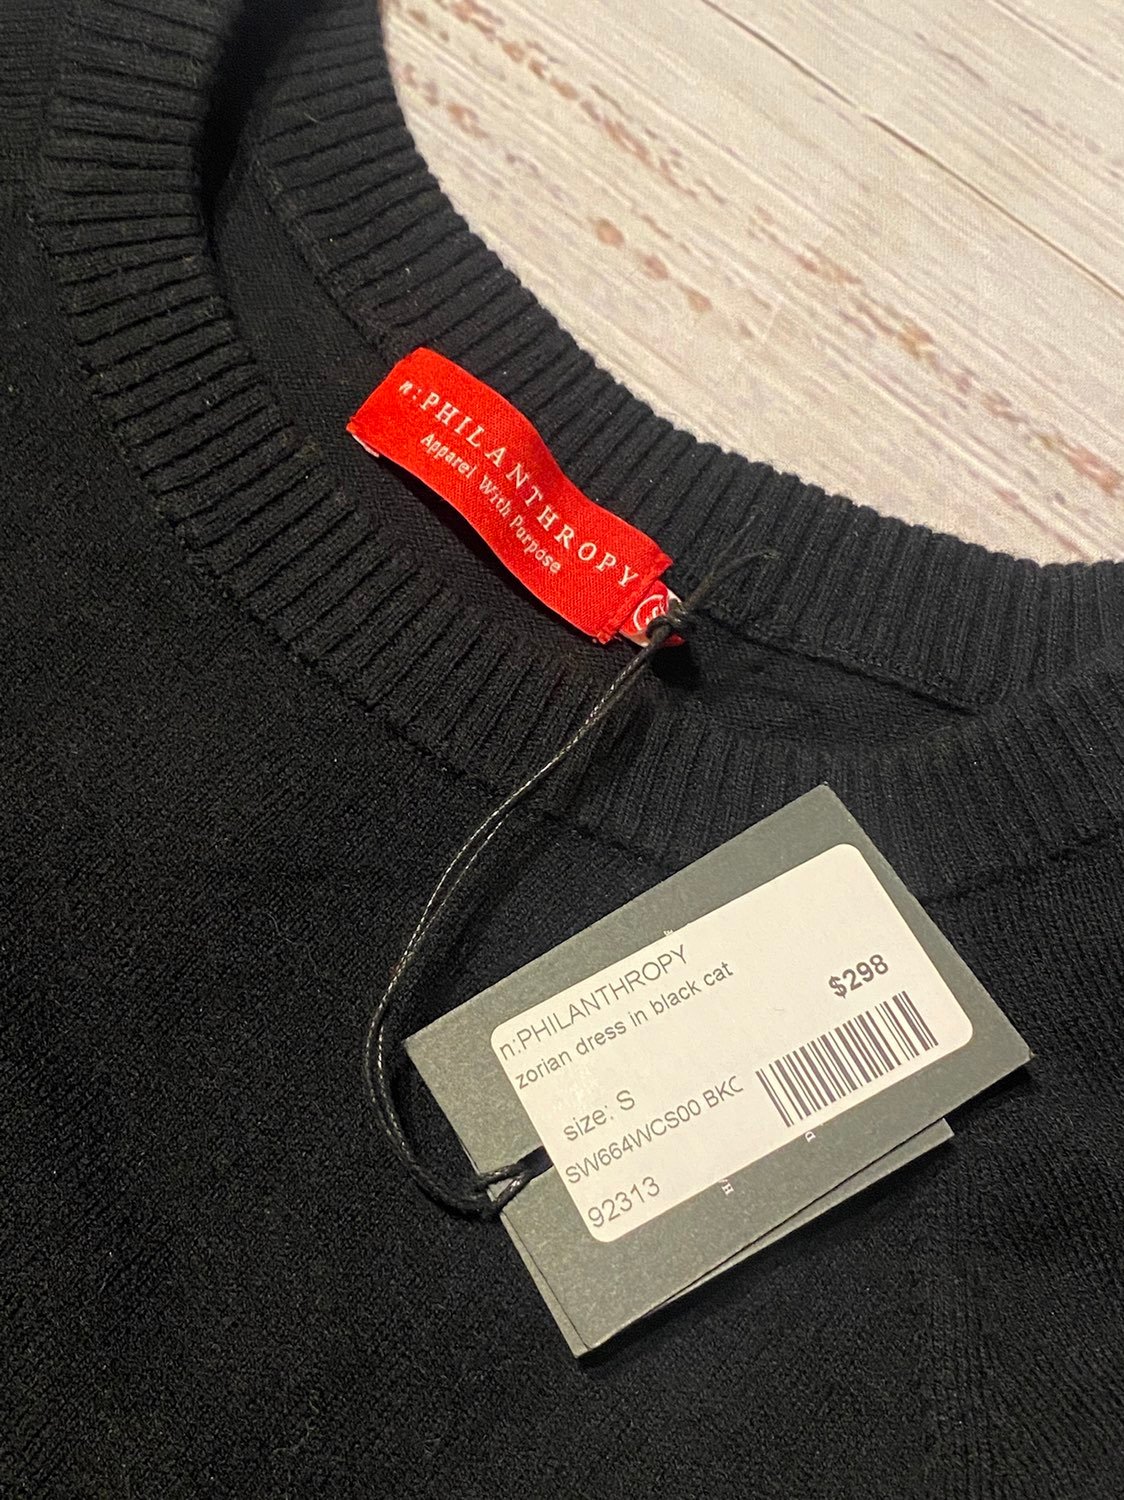 n:PHILANTHROPY
Apparel With Purpose
n:PHILANTHROPY
zorian dress in black cat
$298
size: S
SW664WCS00 BKC
92313